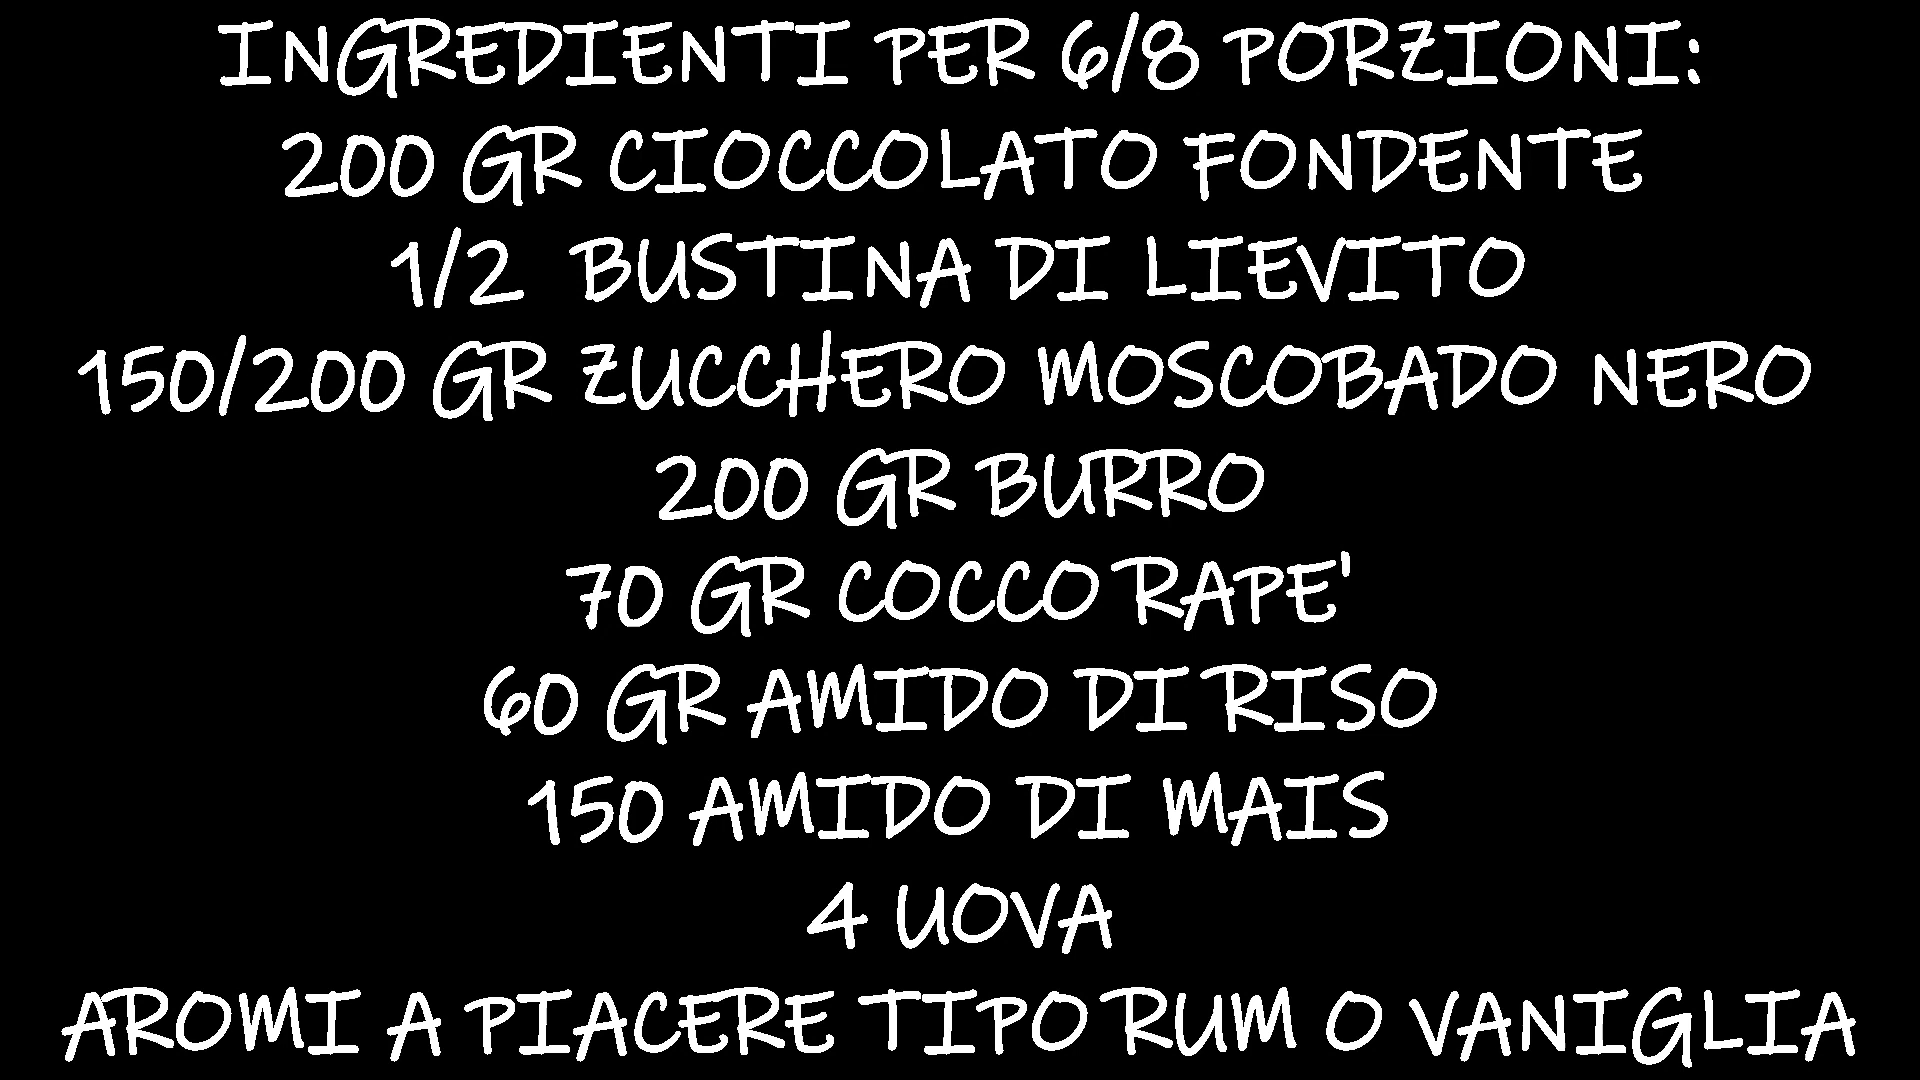 INGREDIENTI PER 6/8 PORZIONI:
200 GR CIOCCOLATO FONDENTE
1/2 BUSTINA DI LIEVITO
150/200 GR ZUCCHERO MOSCOBADO NERO
200 GR BURRO
70 GR COCCO RAPE'
60 GR AMIDO DI RISO
150 AMIDO DI MAIS
4 UOVA
AROMI A PIACERE TIPO RUM O VANIGLIA